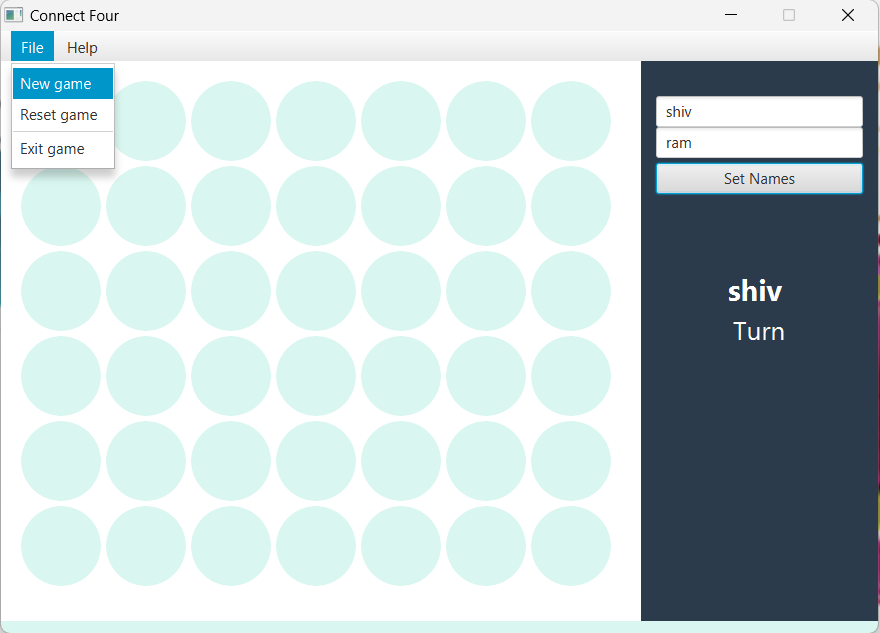 Connect Four
File Help
New game
Reset game
Exit game
shiv
ram
Set Names
shiv
Turn